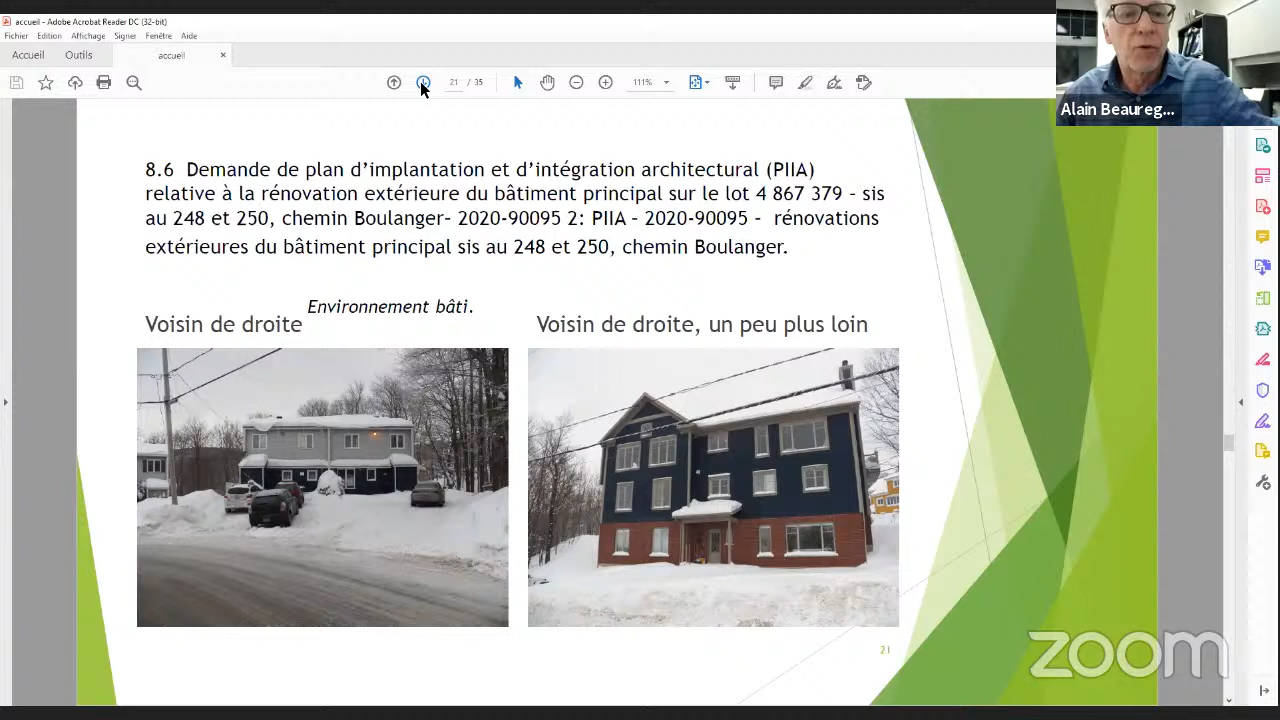 accueil - Adobe Acrobat Reader DC (32-bit)
Fichier Edition Affichage Signer Fenêtre Aide
Accueil Outils accueil ×
21 / 35 111%
Alain Beaureg...
8.6 Demande de plan d’implantation et d’intégration architectural (PIIA)
relative à la rénovation extérieure du bâtiment principal sur le lot 4 867 379 – sis
au 248 et 250, chemin Boulanger– 2020-90095 2: PIIA – 2020-90095 – rénovations
extérieures du bâtiment principal sis au 248 et 250, chemin Boulanger.
Environnement bâti.
Voisin de droite
Voisin de droite, un peu plus loin
21
zoom